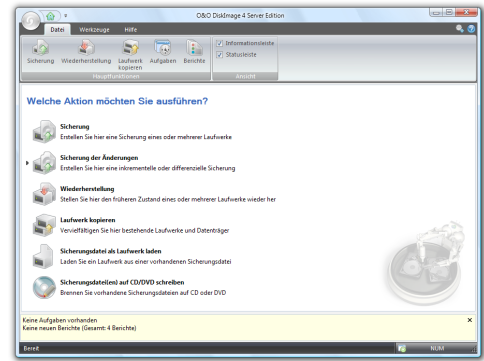 O&O DiskImage 4 Server Edition
Datei Werkzeuge Hilfe
Sicherung Wiederherstellung Laufwerk kopieren Aufgaben Berichte
Informationsleiste
Statusleiste
Hauptfunktionen Ansicht
Welche Aktion möchten Sie ausführen?
Sicherung
Erstellen Sie hier eine Sicherung eines oder mehrerer Laufwerke
Sicherung der Änderungen
Erstellen Sie hier eine inkrementelle oder differenzielle Sicherung
Wiederherstellung
Stellen Sie hier den früheren Zustand eines oder mehrerer Laufwerke wieder her
Laufwerk kopieren
Vervielfältigen Sie hier bestehende Laufwerke und Datenträger
Sicherungsdatei als Laufwerk laden
Laden Sie ein Laufwerk aus einer vorhandenen Sicherungsdatei
Sicherungsdatei(en) auf CD/DVD schreiben
Brennen Sie vorhandene Sicherungsdateien auf CD oder DVD
Keine Aufgaben vorhanden
Keine neuen Berichte (Gesamt: 4 Berichte)
Bereit NUM